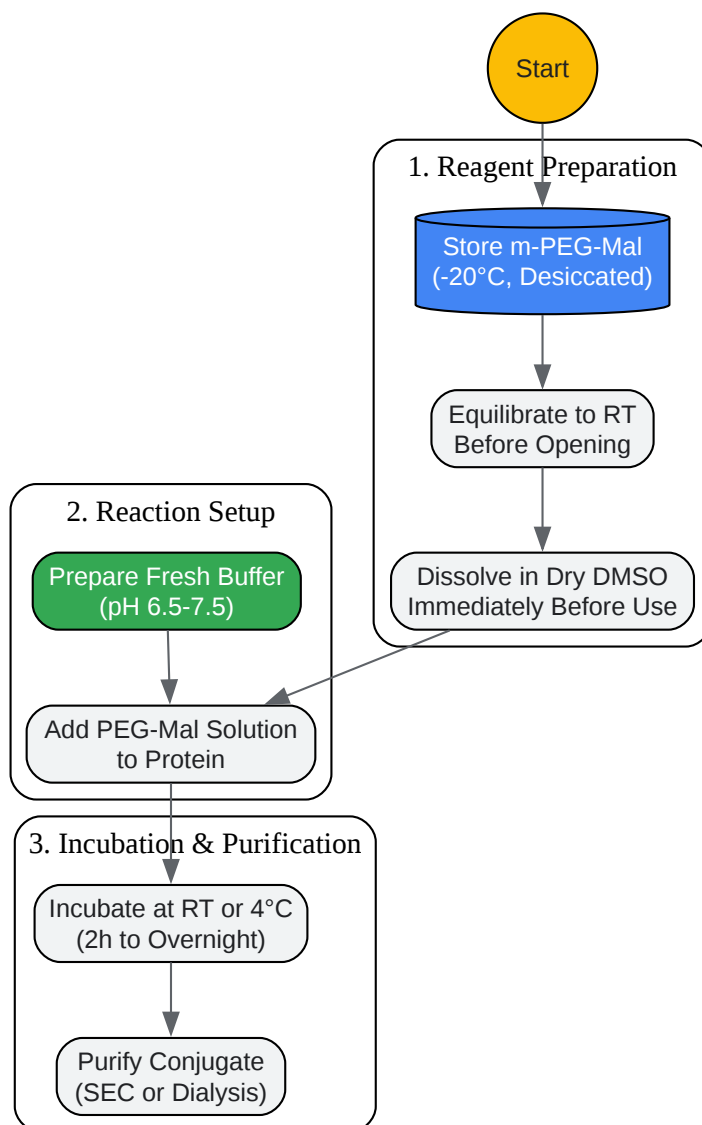 Start
1. Reagent Preparation
Store m-PEG-Mal
(-20°C, Desiccated)
Equilibrate to RT
Before Opening
Dissolve in Dry DMSO
Immediately Before Use
2. Reaction Setup
Prepare Fresh Buffer
(pH 6.5-7.5)
Add PEG-Mal Solution
to Protein
3. Incubation & Purification
Incubate at RT or 4°C
(2h to Overnight)
Purify Conjugate
(SEC or Dialysis)